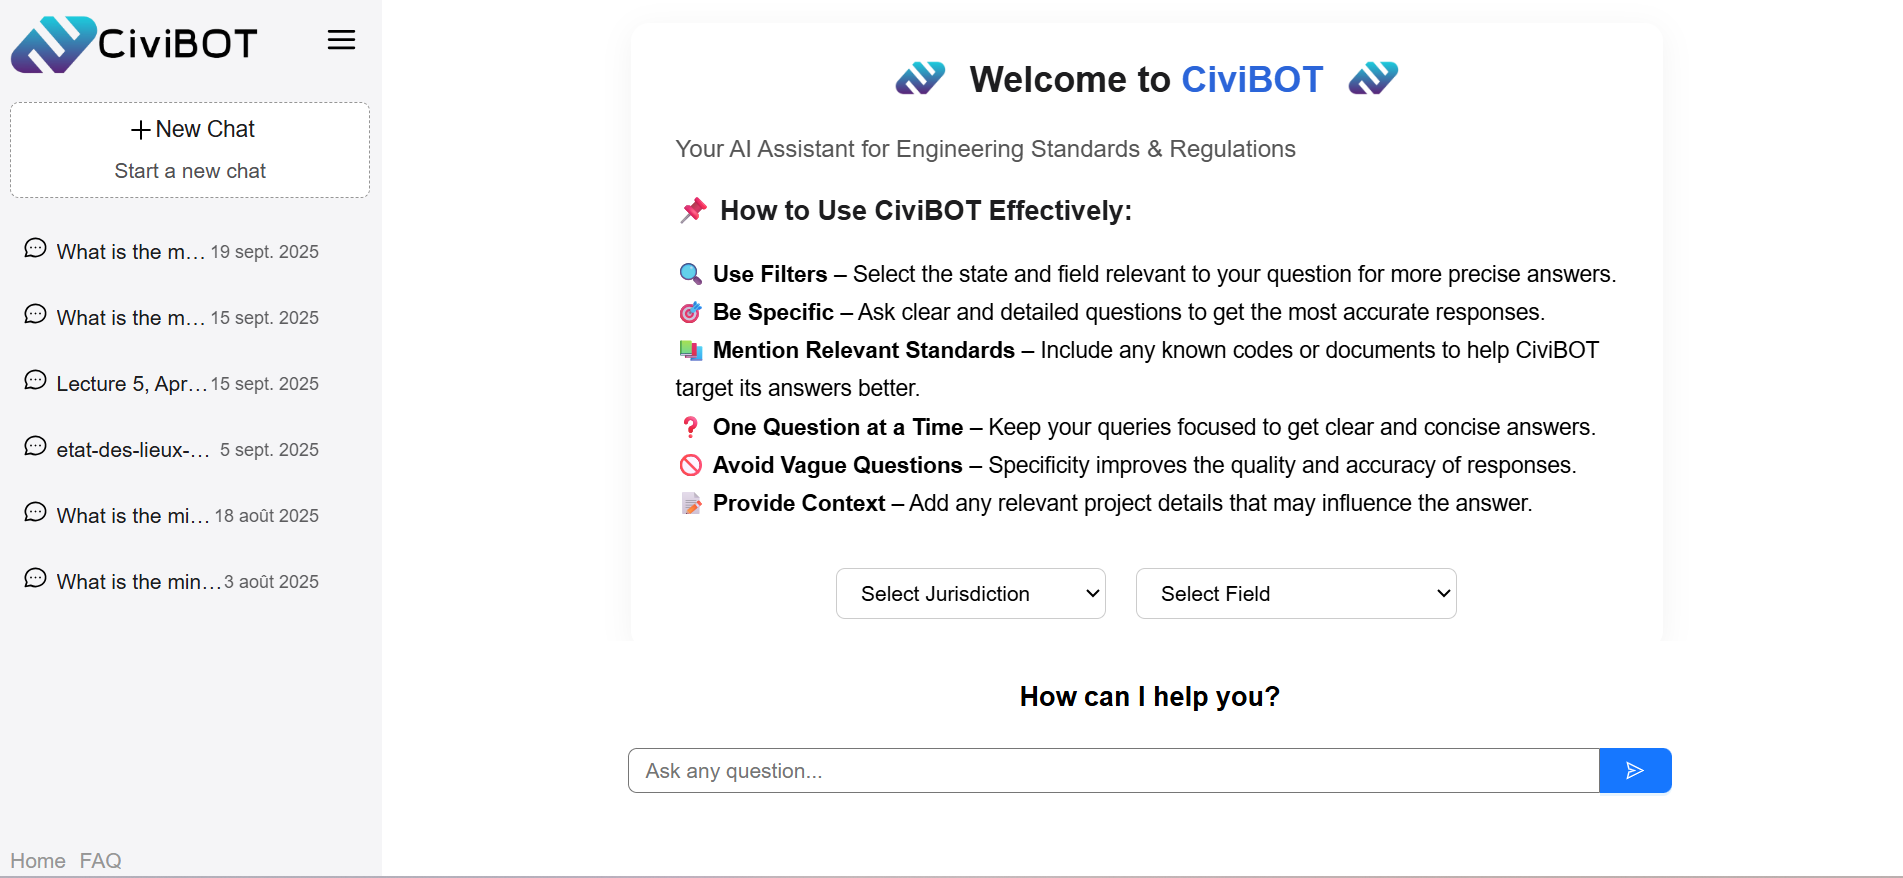 CiviBOT
New Chat
Start a new chat
What is the m... 19 sept. 2025
What is the m... 15 sept. 2025
Lecture 5, Apr... 15 sept. 2025
etat-des-lieux-... 5 sept. 2025
What is the mi... 18 août 2025
What is the min... 3 août 2025
Home FAQ
Welcome to CiviBOT
Your AI Assistant for Engineering Standards & Regulations
How to Use CiviBOT Effectively:
Use Filters – Select the state and field relevant to your question for more precise answers.
Be Specific – Ask clear and detailed questions to get the most accurate responses.
Mention Relevant Standards – Include any known codes or documents to help CiviBOT
target its answers better.
One Question at a Time – Keep your queries focused to get clear and concise answers.
Avoid Vague Questions – Specificity improves the quality and accuracy of responses.
Provide Context – Add any relevant project details that may influence the answer.
Select Jurisdiction Select Field
How can I help you?
Ask any question...